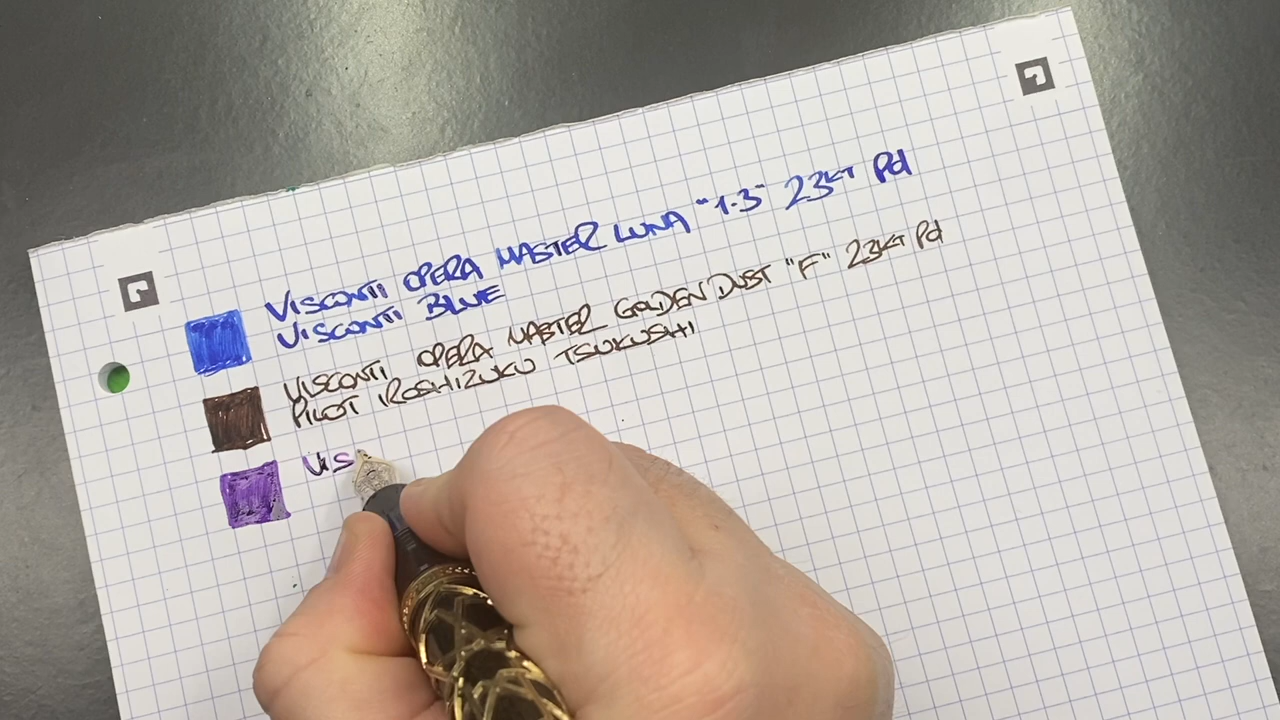 VISCONTI OPERA MASTER LUNA "1.3" 23KT Pd
VISCONTI BLUE
VISCONTI OPERA MASTER GOLDEN DUST "F" 23KT Pd
PILOT IROSHIZUKU TSUKUSHI
VIS